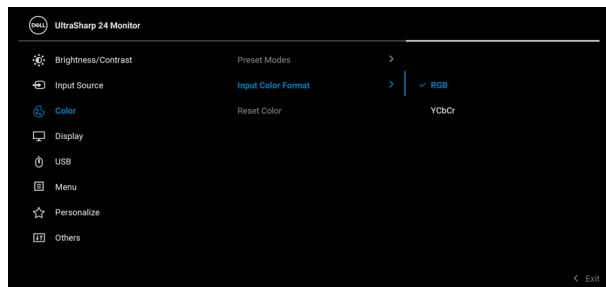 DELL UltraSharp 24 Monitor
Brightness/Contrast Preset Modes >
Input Source Input Color Format > ✓ RGB
Color Reset Color YCbCr
Display
USB
Menu
Personalize
Others
< Exit